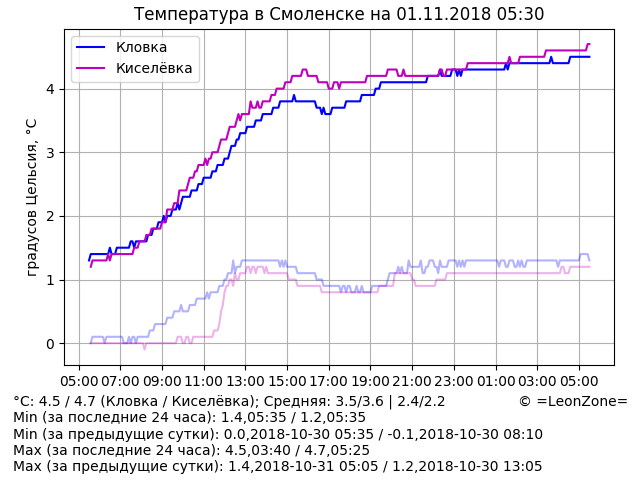 Температура в Смоленске на 01.11.2018 05:30
Кловка
Киселёвка
градусов Цельсия, °C
4
3
2
1
0
05:00 07:00 09:00 11:00 13:00 15:00 17:00 19:00 21:00 23:00 01:00 03:00 05:00
°C: 4.5 / 4.7 (Кловка / Киселёвка); Средняя: 3.5/3.6 | 2.4/2.2 © =LeonZone=
Min (за последние 24 часа): 1.4,05:35 / 1.2,05:35
Min (за предыдущие сутки): 0.0,2018-10-30 05:35 / -0.1,2018-10-30 08:10
Max (за последние 24 часа): 4.5,03:40 / 4.7,05:25
Max (за предыдущие сутки): 1.4,2018-10-31 05:05 / 1.2,2018-10-30 13:05